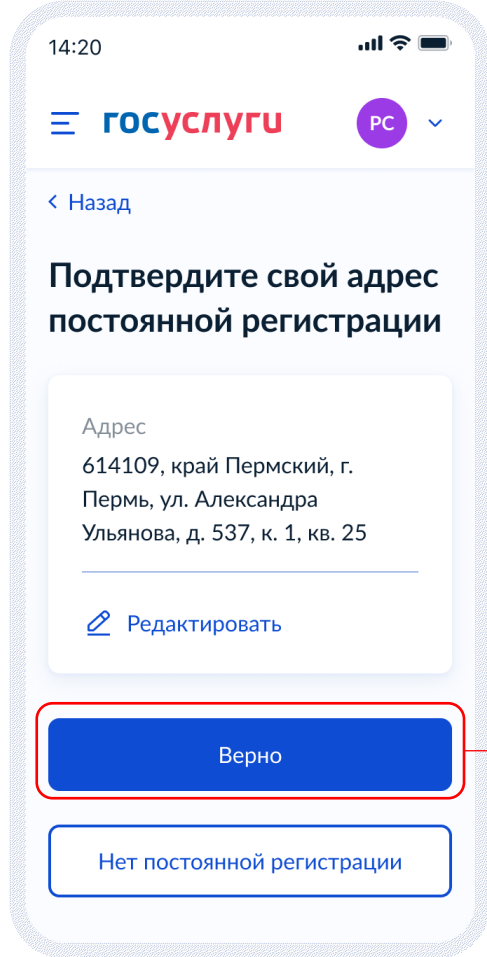 14:20
госуслуги
РС
Назад
Подтвердите свой адрес
постоянной регистрации
Адрес
614109, край Пермский, г.
Пермь, ул. Александра
Ульянова, д. 537, к. 1, кв. 25
Редактировать
Верно
Нет постоянной регистрации